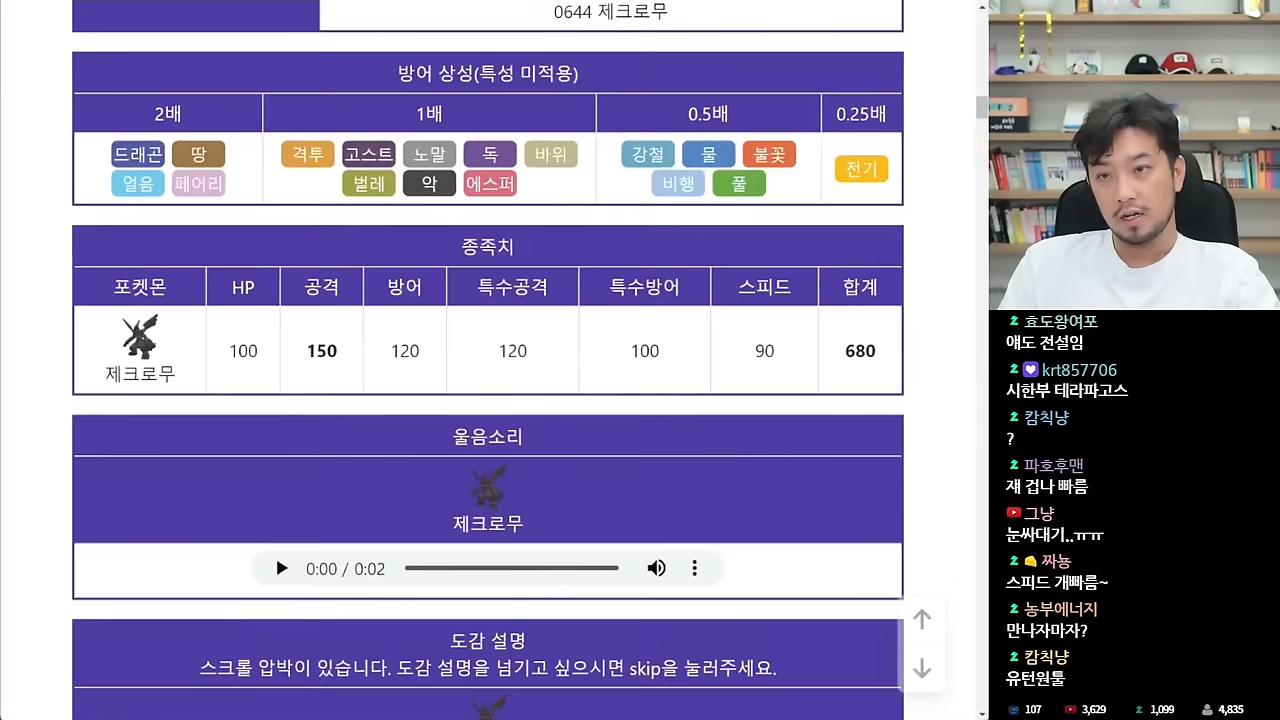 0644 제크로무
방어 상성(특성 미적용)
2배 1배 0.5배 0.25배
드래곤 땅 격투 고스트 노말 독 바위 강철 물 불꽃 전기
얼음 페어리 벌레 악 에스퍼 비행 풀
종족치
포켓몬 HP 공격 방어 특수공격 특수방어 스피드 합계
제크로무 100 150 120 120 100 90 680
울음소리
제크로무
0:00 / 0:02
도감 설명
스크롤 압박이 있습니다. 도감 설명을 넘기고 싶으시면 skip을 눌러주세요.
효도왕여포
얘도 전설임
krt857706
시한부 테라파고스
캄칙냥
?
파호후맨
쟤 겁나 빠름
그냥
눈싸대기..ㅠㅠ
짜뇽
스피드 개빠름~
농부에너지
만나자마자?
캄칙냥
유턴원툴
107 3,629 1,099 4,835